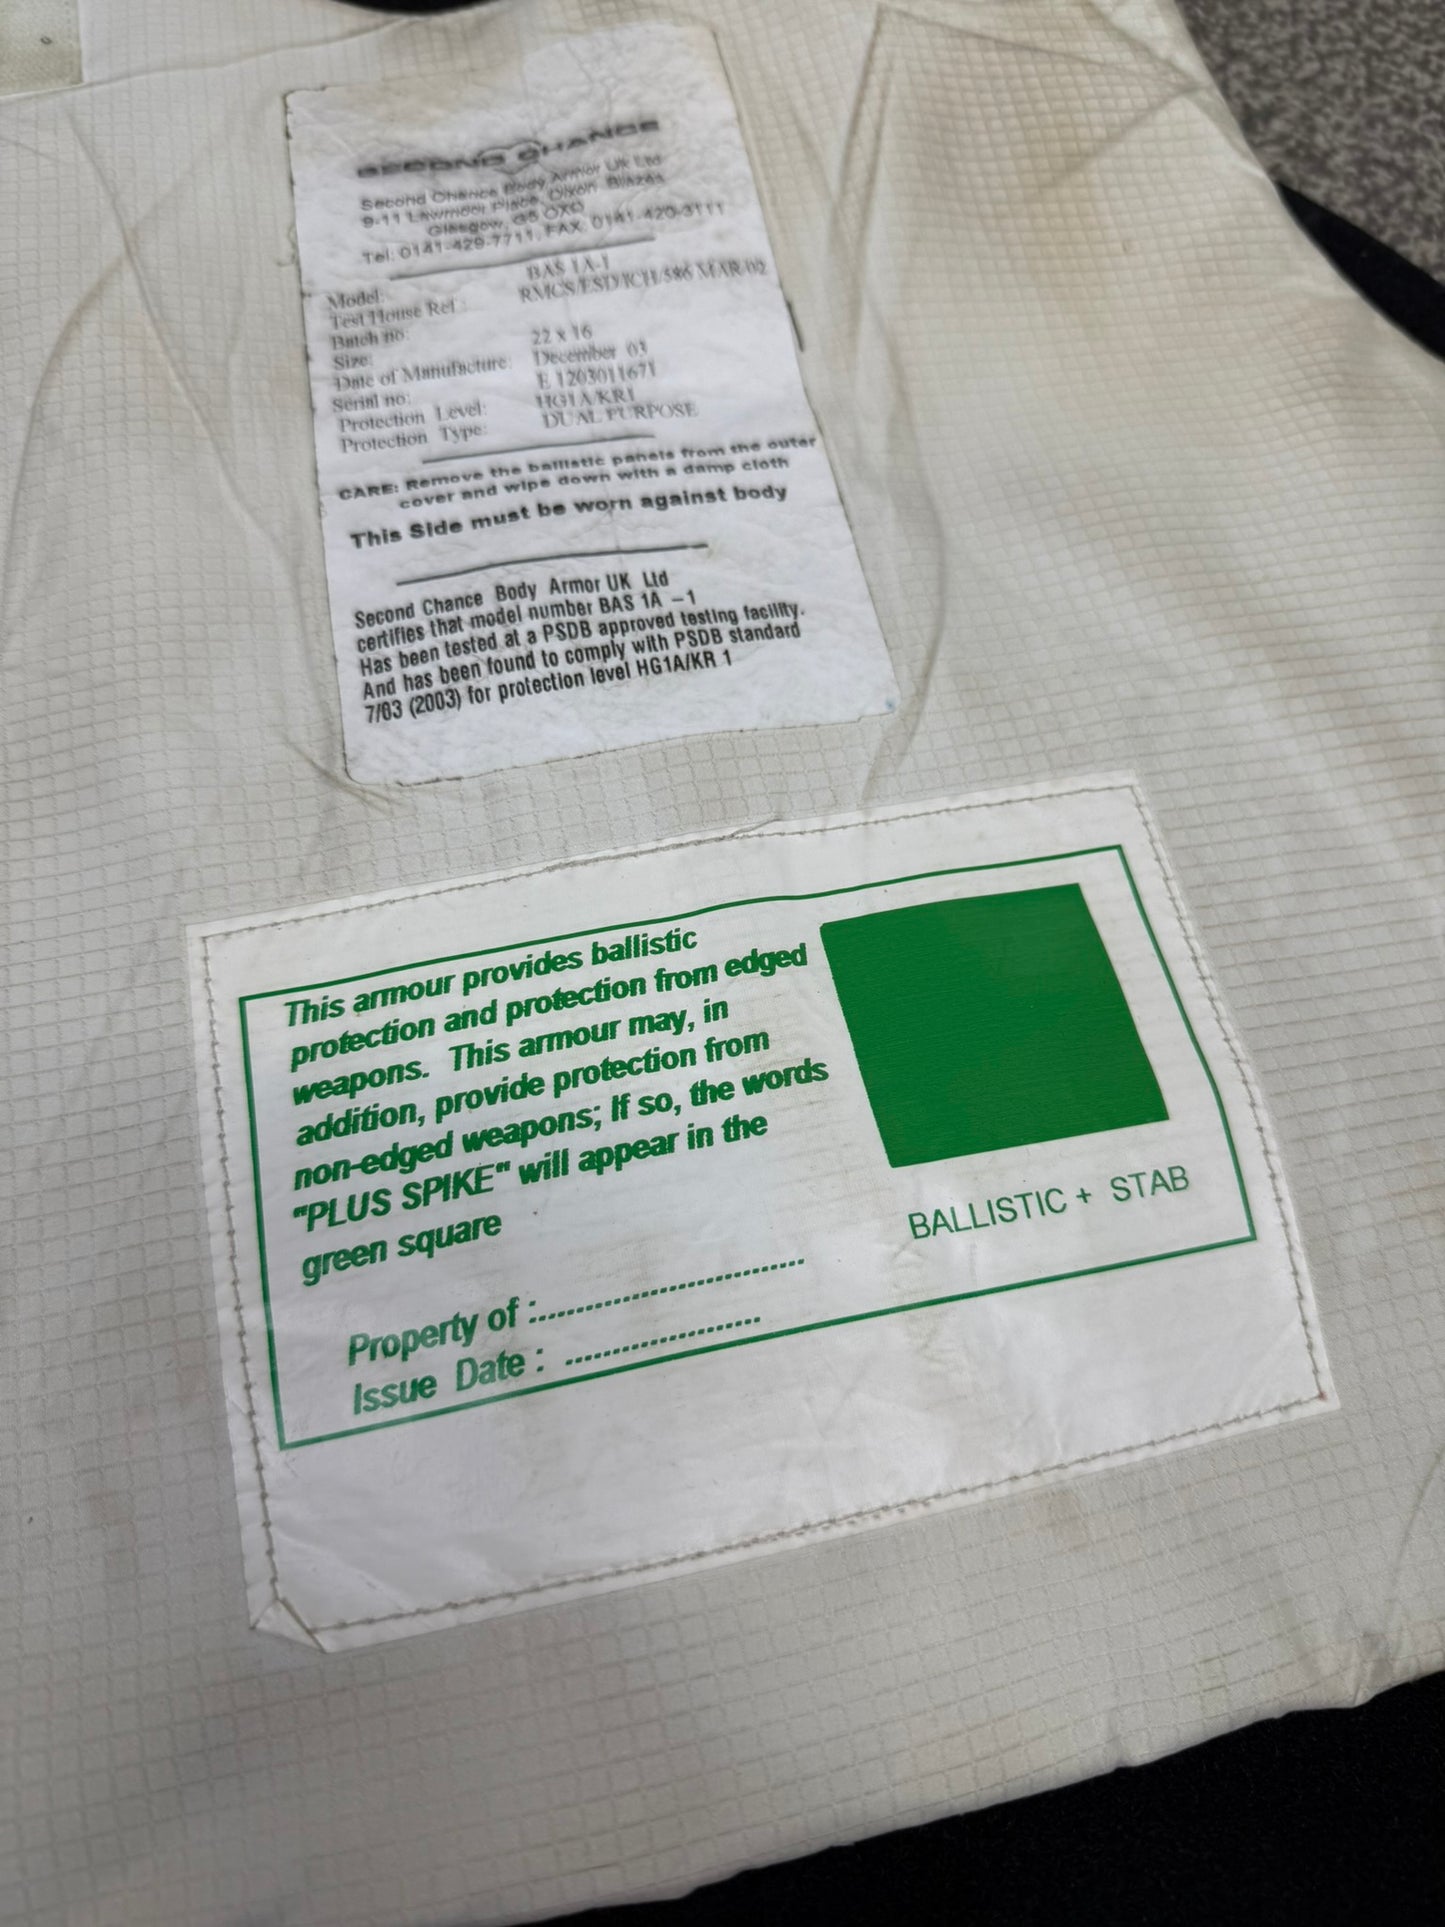 SECOND CHANCE
Second Chance Body Armor UK Ltd
9-11 Lawmoor Place, Dixon Blazes
Glasgow, G5 0XQ
Tel: 0141-429-7711, FAX 0141-420-3111
Model: BAS 1A-1
Test House Ref : RMCS/ESD/ICH/586 MAR/02
Batch no:
Size: 22 x 16
Date of Manufacture: December 03
Serial no: E 1203011671
Protection Level: HG1A/KR1
Protection Type: DUAL PURPOSE
CARE: Remove the ballistic panels from the outer
cover and wipe down with a damp cloth
This Side must be worn against body
Second Chance Body Armor UK Ltd
certifies that model number BAS 1A -1
Has been tested at a PSDB approved testing facility.
And has been found to comply with PSDB standard
7/03 (2003) for protection level HG1A/KR 1
This armour provides ballistic
protection and protection from edged
weapons. This armour may, in
addition, provide protection from
non-edged weapons; If so, the words
"PLUS SPIKE" will appear in the
green square
BALLISTIC + STAB
Property of :..............................
Issue Date : .....................